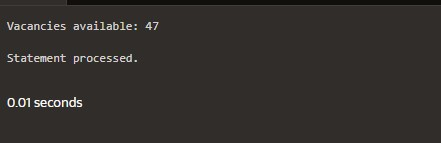 Vacancies available: 47
Statement processed.
0.01 seconds